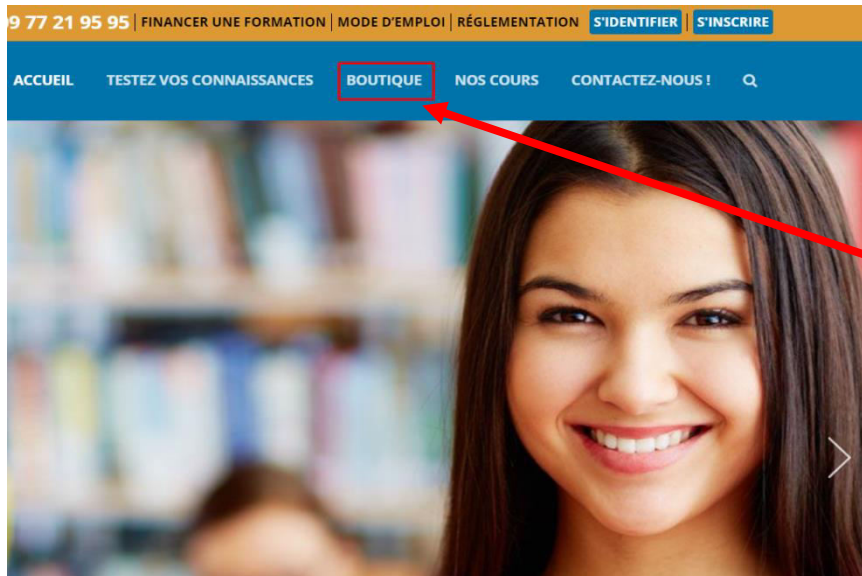 9 77 21 95 95 | FINANCER UNE FORMATION | MODE D'EMPLOI | RÉGLEMENTATION S'IDENTIFIER | S'INSCRIRE
ACCUEIL TESTEZ VOS CONNAISSANCES BOUTIQUE NOS COURS CONTACTEZ-NOUS !